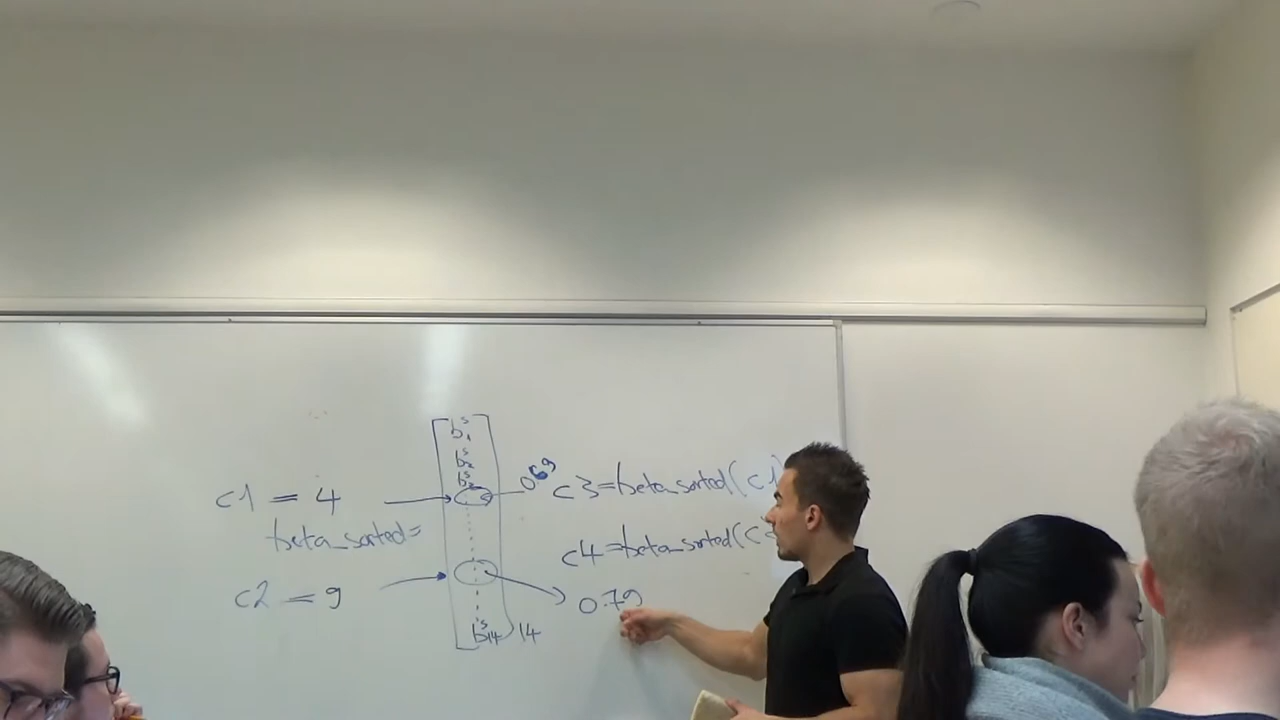 b₁ˢ
b₂ˢ
b₃ˢ
c1 = 4
0.69
c3=beta_sorted(c1)
beta_sorted=
c4=beta_sorted(c
c2 = 9
0.79
b₁₄ˢ
14